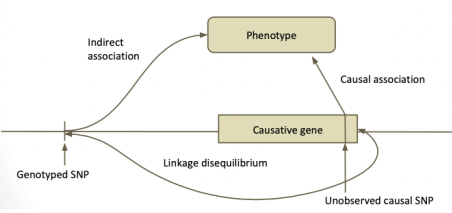 Phenotype
Indirect
association
Causal association
Causative gene
Linkage disequilibrium
Genotyped SNP
Unobserved causal SNP